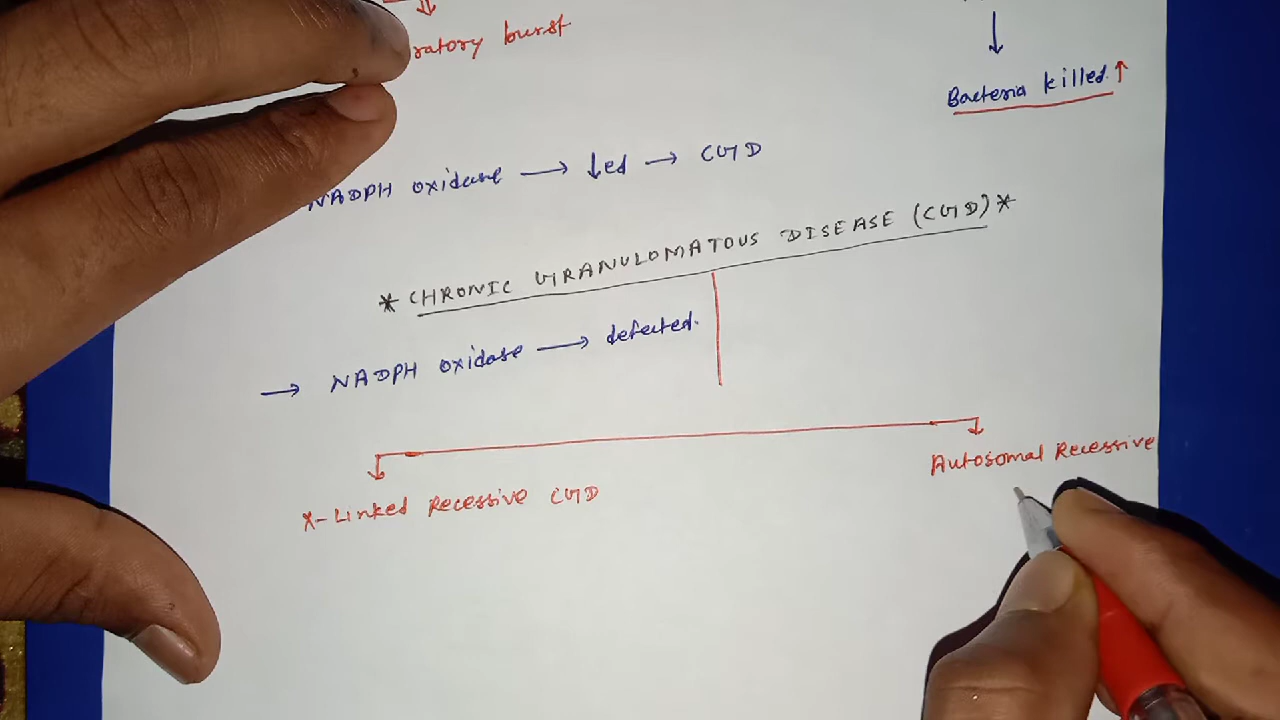 ratory burst
Bacteria killed. ↑
NADPH oxidase → ↓ed → CGD
* CHRONIC GRANULOMATOUS DISEASE (CGD) *
→ NADPH oxidase → defected.
X-Linked Recessive CGD
Autosomal Recessive